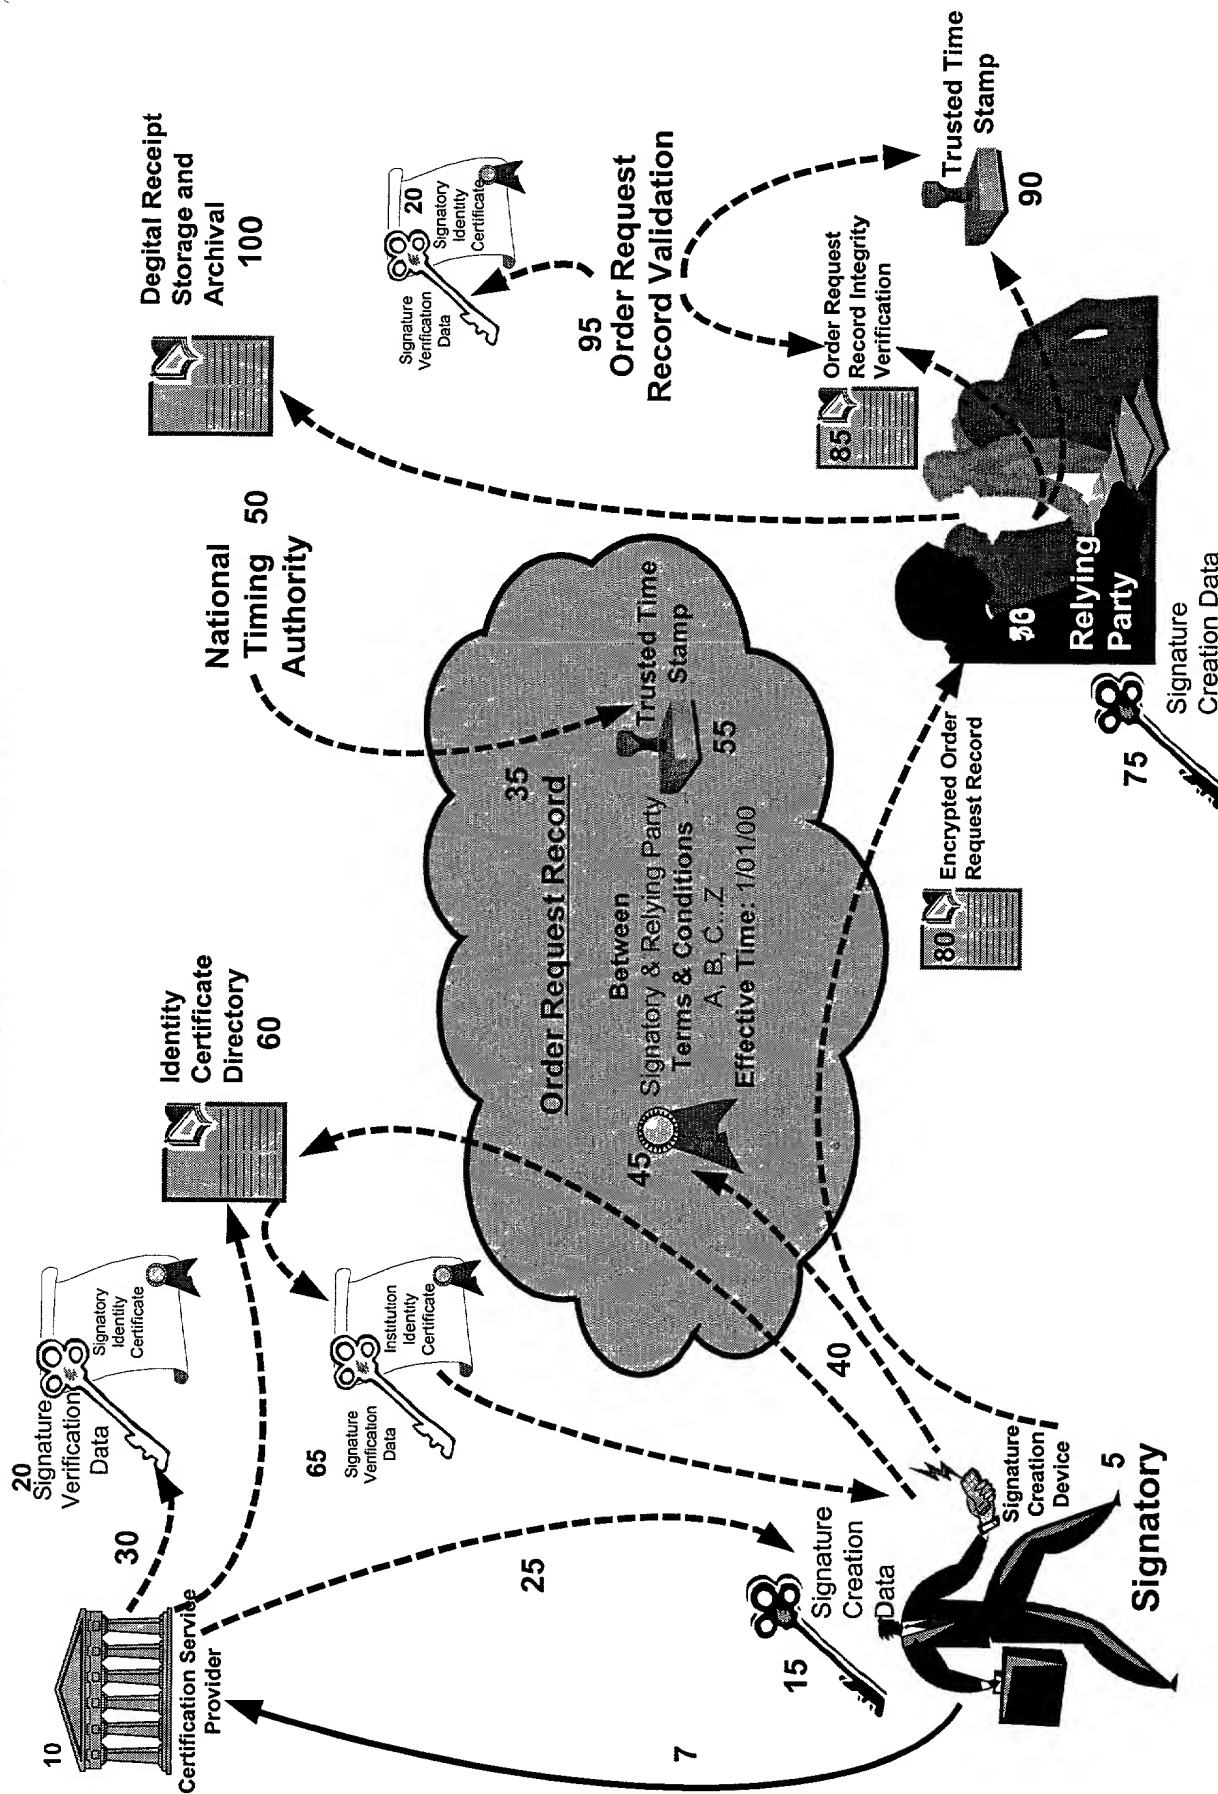 10
Certification Service
Provider
30
20
Signature
Verification
Data
Signatory
Identity
Certificate
Identity
Certificate
Directory
60
National
Timing 50
Authority
Degital Receipt
Storage and
Archival
100
65
Signature
Verification
Data
Institution
Identity
Certificate
Signature
Verification
Data
20
Signatory
Identity
Certificate
95
Order Request
Record Validation
25
7
40
35
Order Request Record
Between
Signatory & Relying Party
Terms & Conditions
A, B, C...Z
Effective Time: 1/01/00
45
Trusted Time
Stamp
55
85
Order Request
Record Integrity
Verification
Trusted Time
Stamp
90
15
Signature
Creation
Data
Signature
Creation
Device
5
Signatory
80
Encrypted Order
Request Record
Relying
Party
75
Signature
Creation Data